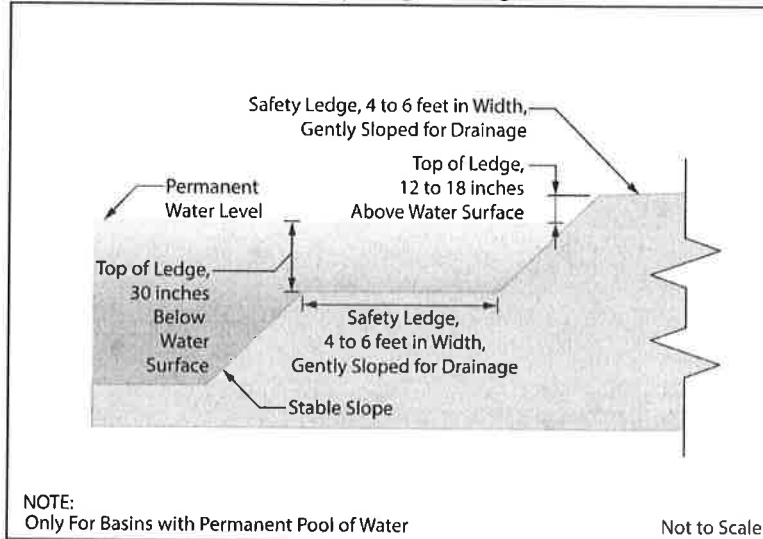 Safety Ledge, 4 to 6 feet in Width,
Gently Sloped for Drainage
Top of Ledge,
12 to 18 inches
Above Water Surface
Permanent
Water Level
Top of Ledge,
30 inches
Below
Water
Surface
Safety Ledge,
4 to 6 feet in Width,
Gently Sloped for Drainage
Stable Slope
NOTE:
Only For Basins with Permanent Pool of Water
Not to Scale